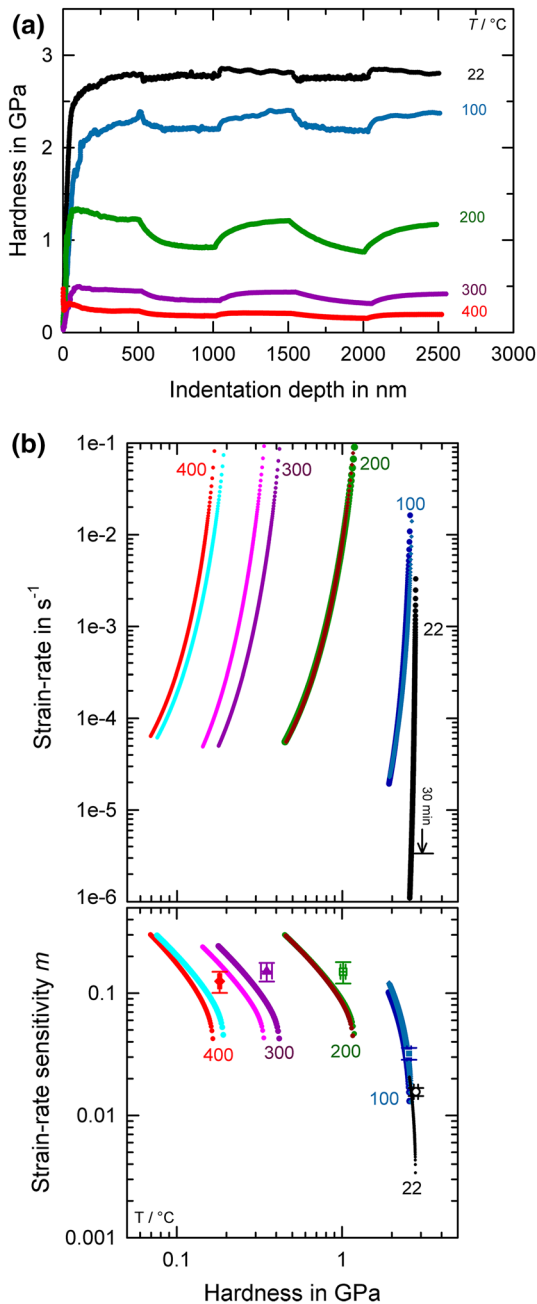 (a)
T / °C
3
2
1
0
Hardness in GPa
22
100
200
300
400
0 500 1000 1500 2000 2500 3000
Indentation depth in nm
(b)
1e-1
1e-2
1e-3
1e-4
1e-5
1e-6
Strain-rate in s⁻¹
400
300
200
100
22
30 min
0.1
0.01
0.001
Strain-rate sensitivity m
400
300
200
100
22
T / °C
0.1 1
Hardness in GPa